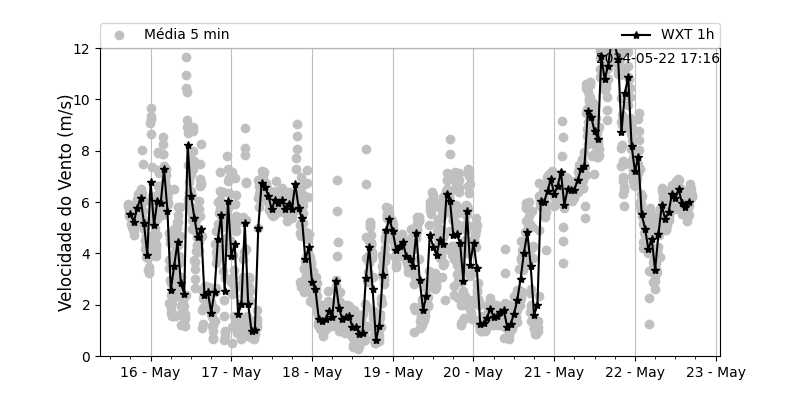 Média 5 min
WXT 1h
2024-05-22 17:16
Velocidade do Vento (m/s)
12
10
8
6
4
2
0
16 - May
17 - May
18 - May
19 - May
20 - May
21 - May
22 - May
23 - May